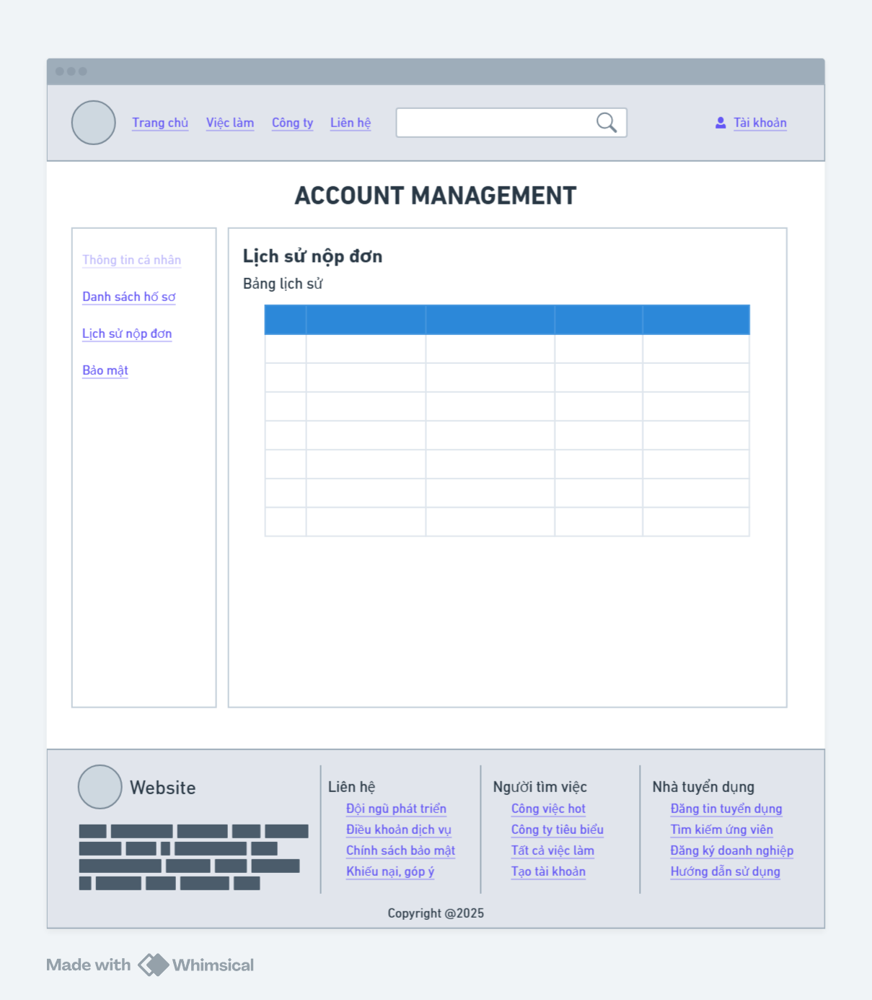 Trang chủ Việc làm Công ty Liên hệ Tài khoản
ACCOUNT MANAGEMENT
Thông tin cá nhân
Danh sách hố sơ
Lịch sử nộp đơn
Bảo mật
Lịch sử nộp đơn
Bảng lịch sử
Website
Liên hệ
Đội ngũ phát triển
Điều khoản dịch vụ
Chính sách bảo mật
Khiếu nại, góp ý
Người tìm việc
Công việc hot
Công ty tiêu biểu
Tất cả việc làm
Tạo tài khoản
Nhà tuyển dụng
Đăng tin tuyển dụng
Tìm kiếm ứng viên
Đăng ký doanh nghiệp
Hướng dẫn sử dụng
Copyright @2025
Made with Whimsical